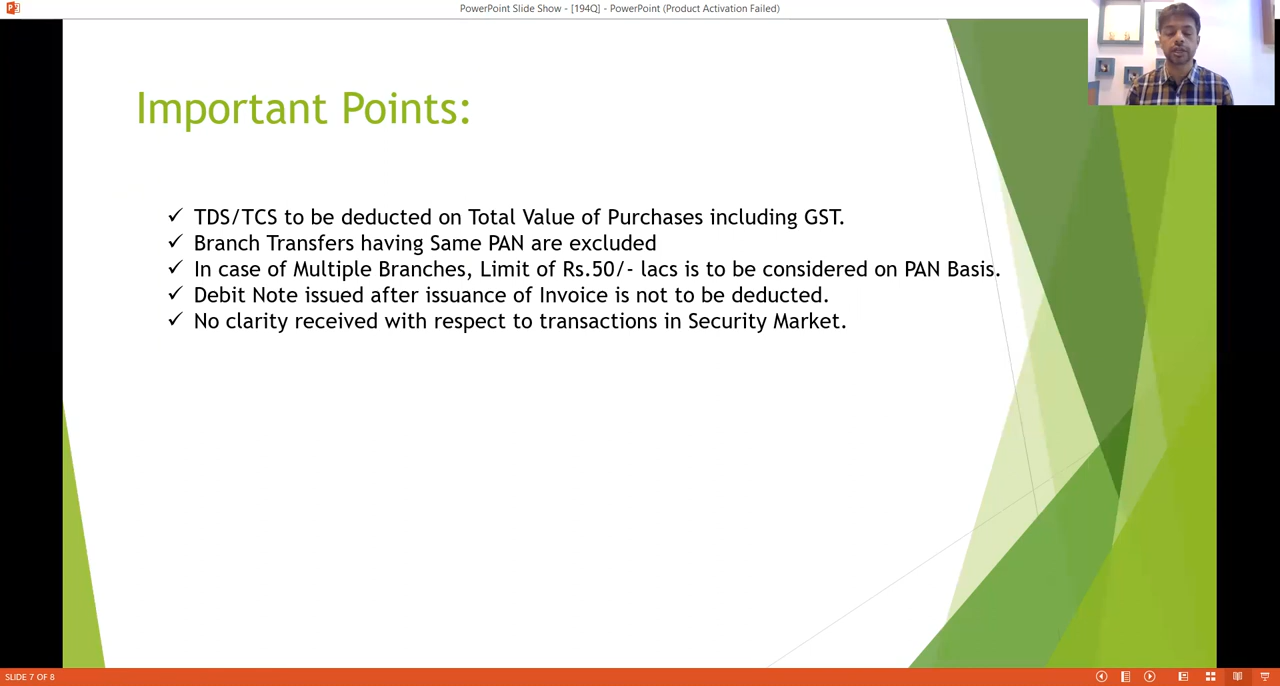 PowerPoint Slide Show - [194Q] - PowerPoint (Product Activation Failed)
Important Points:
✓ TDS/TCS to be deducted on Total Value of Purchases including GST.
✓ Branch Transfers having Same PAN are excluded
✓ In case of Multiple Branches, Limit of Rs.50/- lacs is to be considered on PAN Basis.
✓ Debit Note issued after issuance of Invoice is not to be deducted.
✓ No clarity received with respect to transactions in Security Market.
SLIDE 7 OF 8